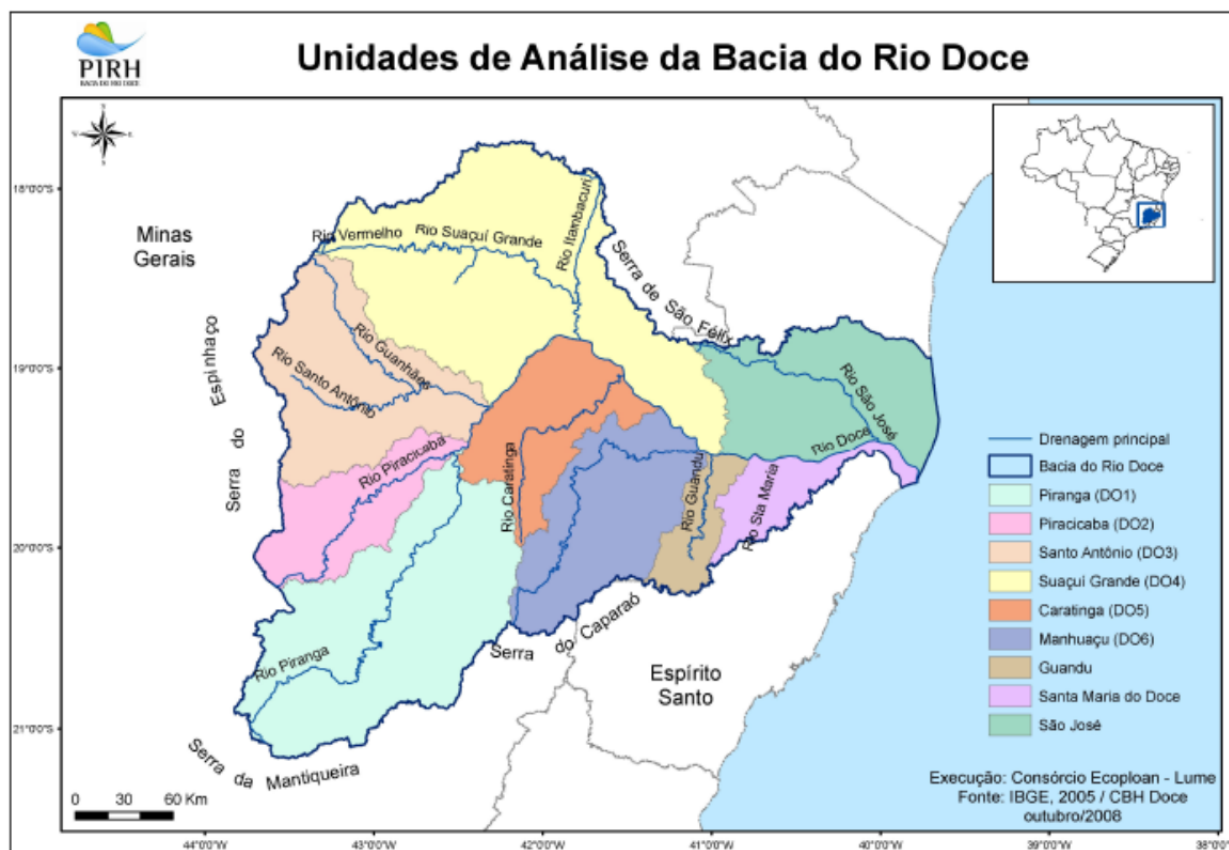 PIRH
BACIA DO RIO DOCE
Unidades de Análise da Bacia do Rio Doce
N
18°0'0"S
19°0'0"S
20°0'0"S
21°0'0"S
Minas
Gerais
Rio Vermelho
Rio Suaçuí Grande
Rio Itambacuri
Serra de São Félix
Serra do Espinhaço
Rio Guanhães
Rio Santo Antônio
Rio São José
Rio Doce
Rio Piracicaba
Rio Caratinga
Rio Guandu
Rio Sta Maria
Rio Piranga
Serra do Caparaó
Espírito
Santo
Serra da Mantiqueira
Drenagem principal
Bacia do Rio Doce
Piranga (DO1)
Piracicaba (DO2)
Santo Antônio (DO3)
Suaçuí Grande (DO4)
Caratinga (DO5)
Manhuaçu (DO6)
Guandu
Santa Maria do Doce
São José
0 30 60 Km
Execução: Consórcio Ecoploan - Lume
Fonte: IBGE, 2005 / CBH Doce
outubro/2008
44°0'0"W
43°0'0"W
42°0'0"W
41°0'0"W
40°0'0"W
39°0'0"W
38°0'0"W